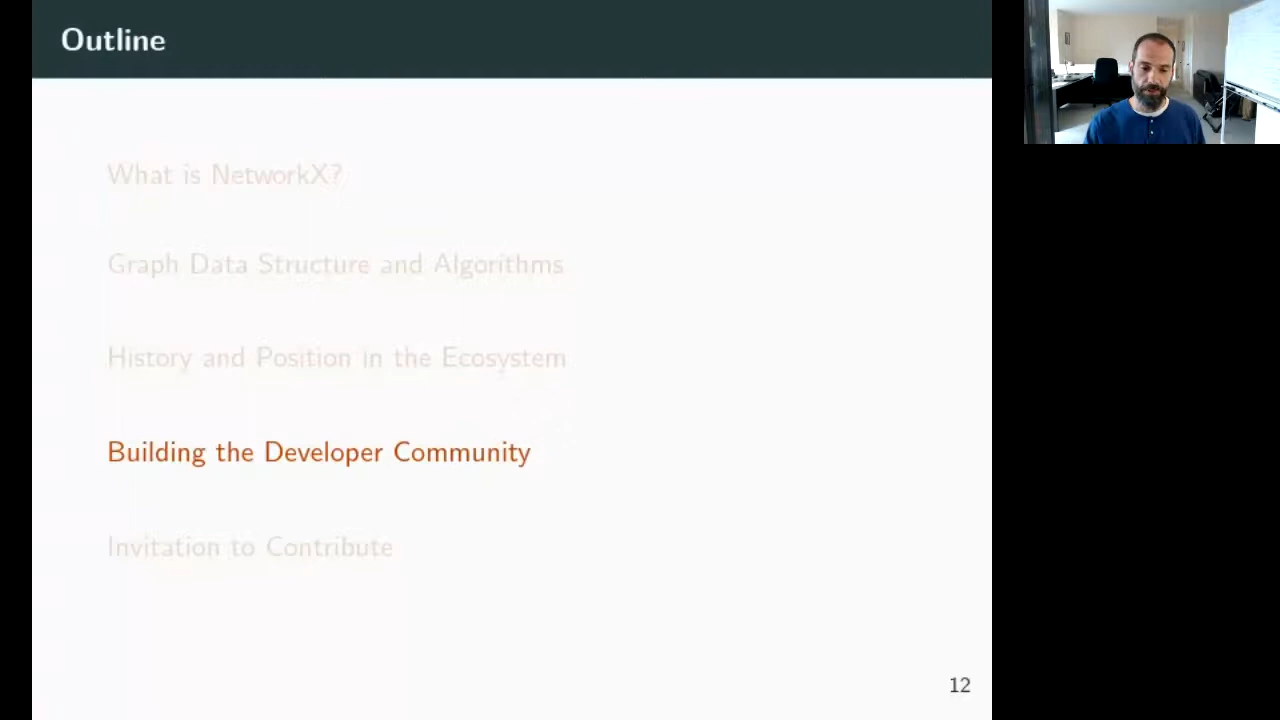 Outline
What is NetworkX?
Graph Data Structure and Algorithms
History and Position in the Ecosystem
Building the Developer Community
Invitation to Contribute
12